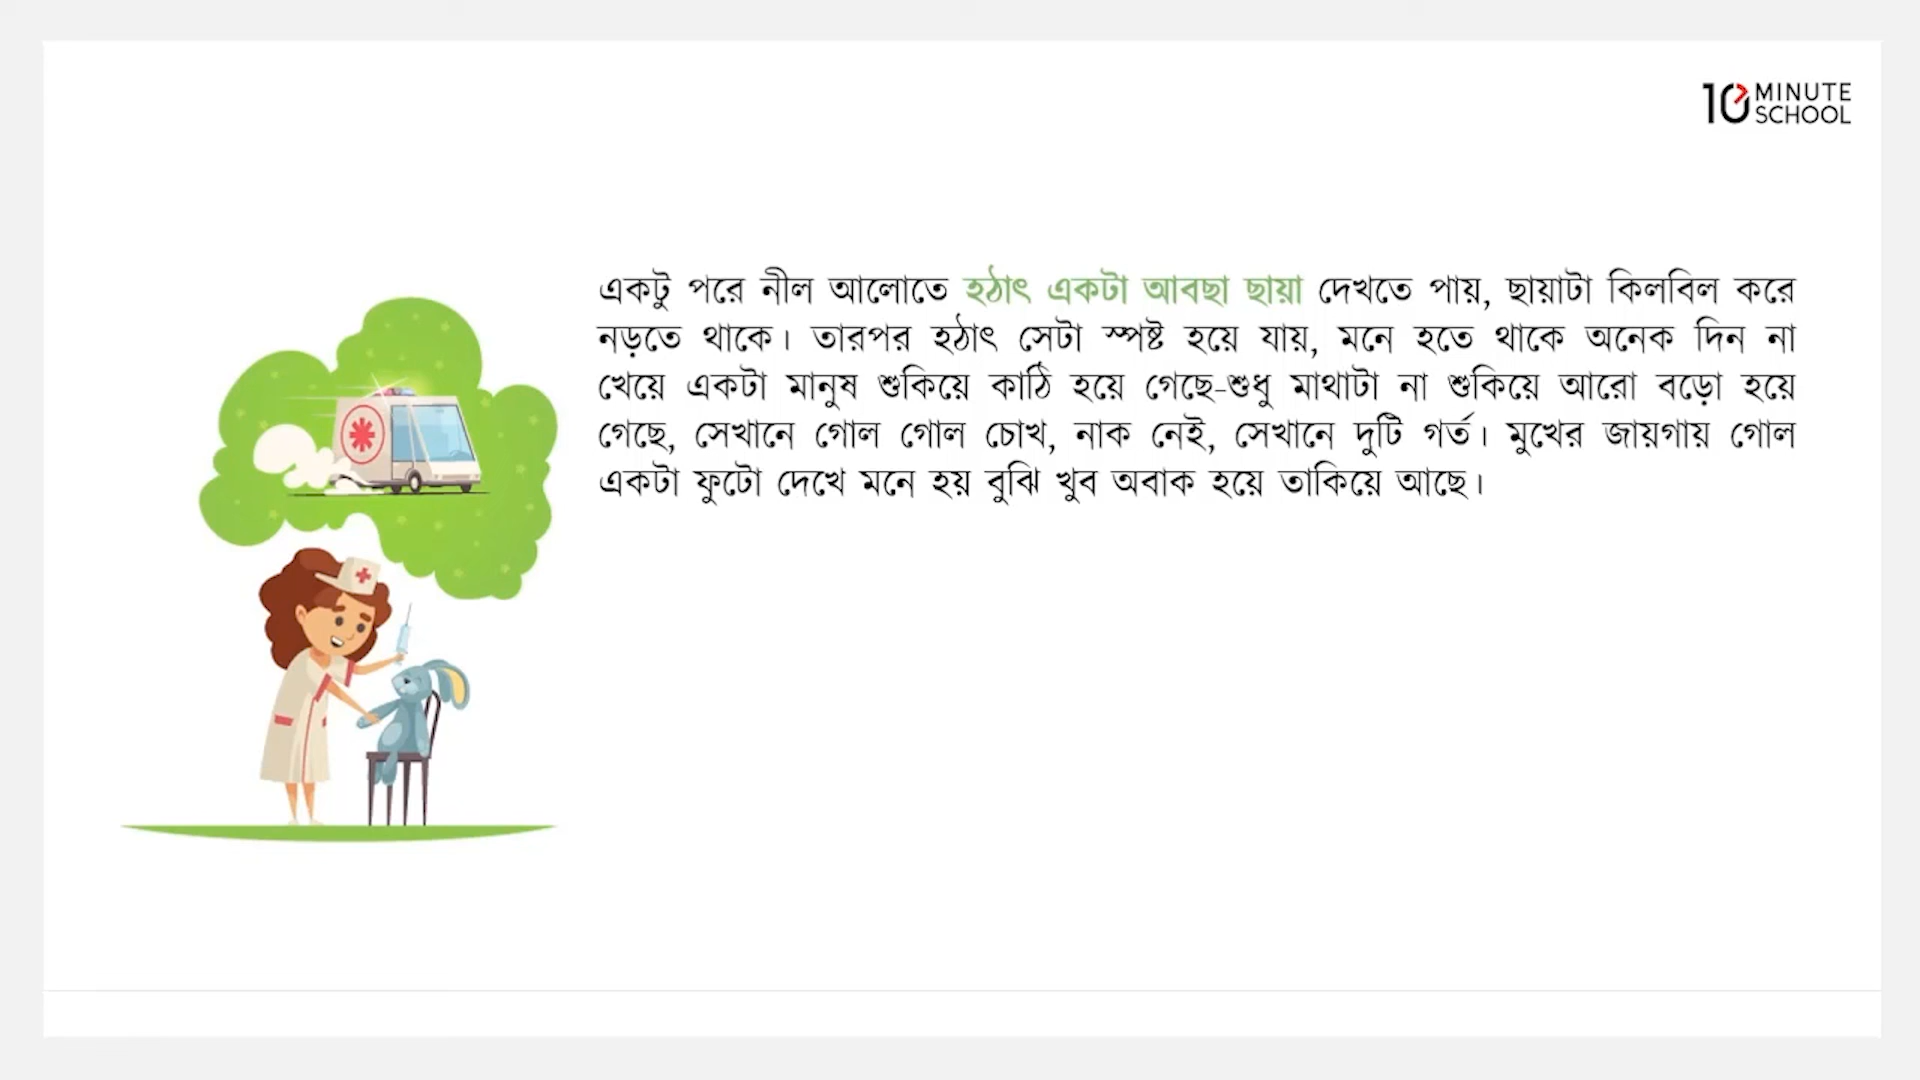 10 MINUTE
SCHOOL
একটু পরে নীল আলোতে হঠাৎ একটা আবছা ছায়া দেখতে পায়, ছায়াটা কিলবিল করে
নড়তে থাকে। তারপর হঠাৎ সেটা স্পষ্ট হয়ে যায়, মনে হতে থাকে অনেক দিন না
খেয়ে একটা মানুষ শুকিয়ে কাঠি হয়ে গেছে-শুধু মাথাটা না শুকিয়ে আরো বড়ো হয়ে
গেছে, সেখানে গোল গোল চোখ, নাক নেই, সেখানে দুটি গর্ত। মুখের জায়গায় গোল
একটা ফুটো দেখে মনে হয় বুঝি খুব অবাক হয়ে তাকিয়ে আছে।